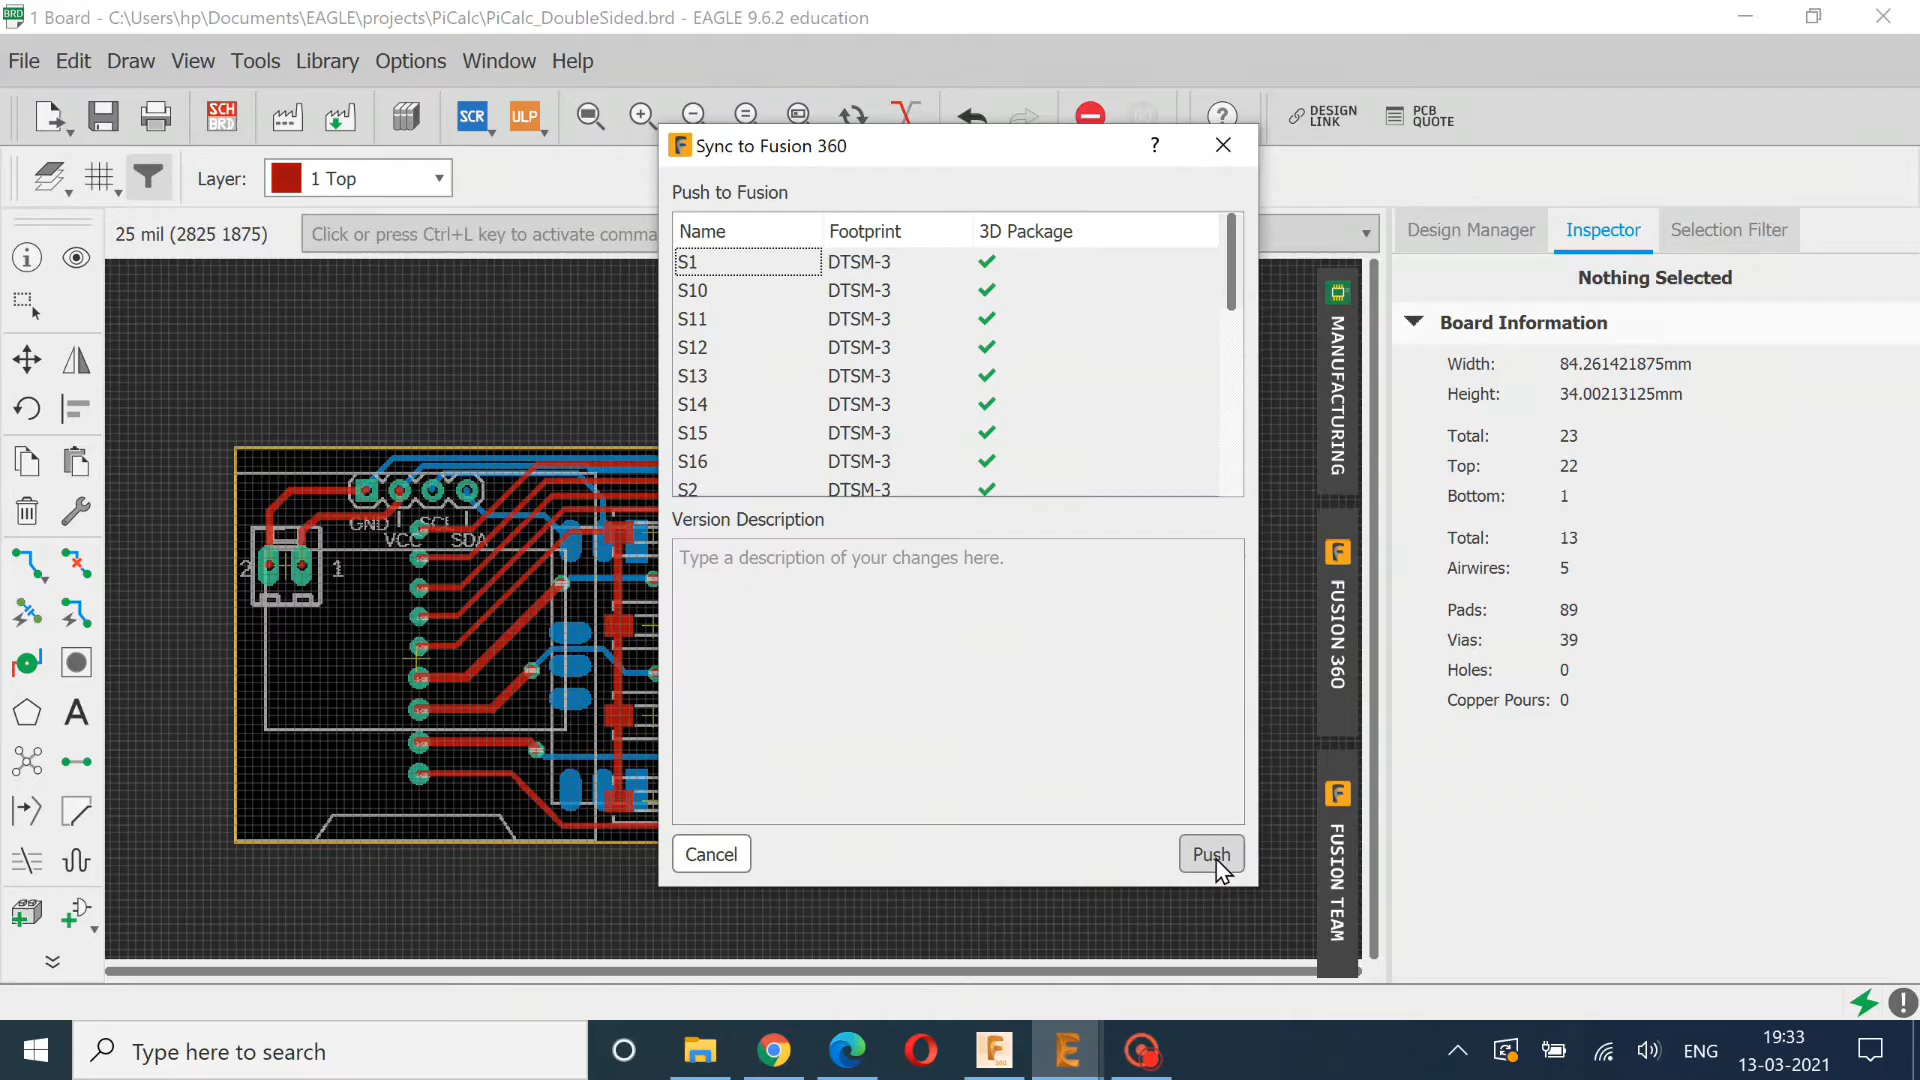 1 Board - C:\Users\hp\Documents\EAGLE\projects\PiCalc\PiCalc_DoubleSided.brd - EAGLE 9.6.2 education
File Edit Draw View Tools Library Options Window Help
SCH BRD SCR ULP DESIGN LINK PCB QUOTE
Layer: 1 Top
25 mil (2825 1875) Click or press Ctrl+L key to activate comma
Sync to Fusion 360
Push to Fusion
Name Footprint 3D Package
S1 DTSM-3
S10 DTSM-3
S11 DTSM-3
S12 DTSM-3
S13 DTSM-3
S14 DTSM-3
S15 DTSM-3
S16 DTSM-3
S2 DTSM-3
Version Description
Type a description of your changes here.
Cancel Push
GND SCL
VCC SDA
2 1
MANUFACTURING
FUSION 360
FUSION TEAM
Design Manager Inspector Selection Filter
Nothing Selected
Board Information
Width: 84.261421875mm
Height: 34.00213125mm
Total: 23
Top: 22
Bottom: 1
Total: 13
Airwires: 5
Pads: 89
Vias: 39
Holes: 0
Copper Pours: 0
Type here to search
ENG
19:33
13-03-2021